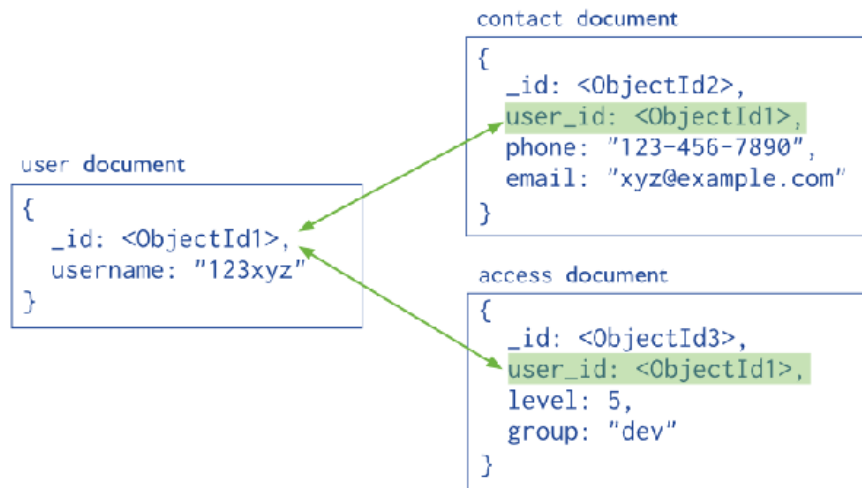 contact document
{
_id: <ObjectId2>,
user_id: <ObjectId1>,
phone: "123-456-7890",
email: "xyz@example.com"
}
user document
{
_id: <ObjectId1>,
username: "123xyz"
}
access document
{
_id: <ObjectId3>,
user_id: <ObjectId1>,
level: 5,
group: "dev"
}